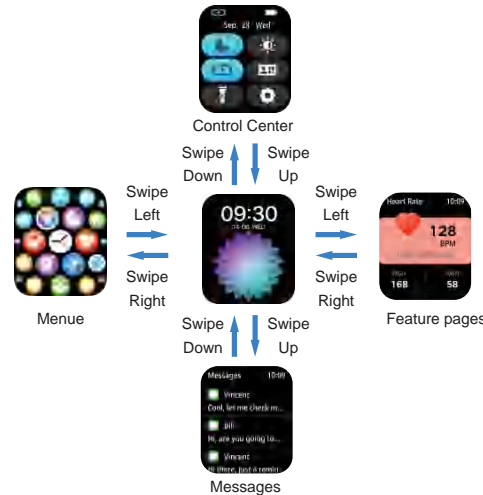 Sep. 28 Wed
Control Center
Swipe Swipe
Down Up
Swipe
Left
Swipe
Right
Menue
09:30
Swipe
Left
Swipe
Right
Heart Rate 10:09
128
BPM
168 58
Feature pages
Swipe Swipe
Down Up
Messages 10:09
Vincent
Cool, let me check m...
Bill
Hi, are you going to...
Vincent
Hi there, just a remin
Messages